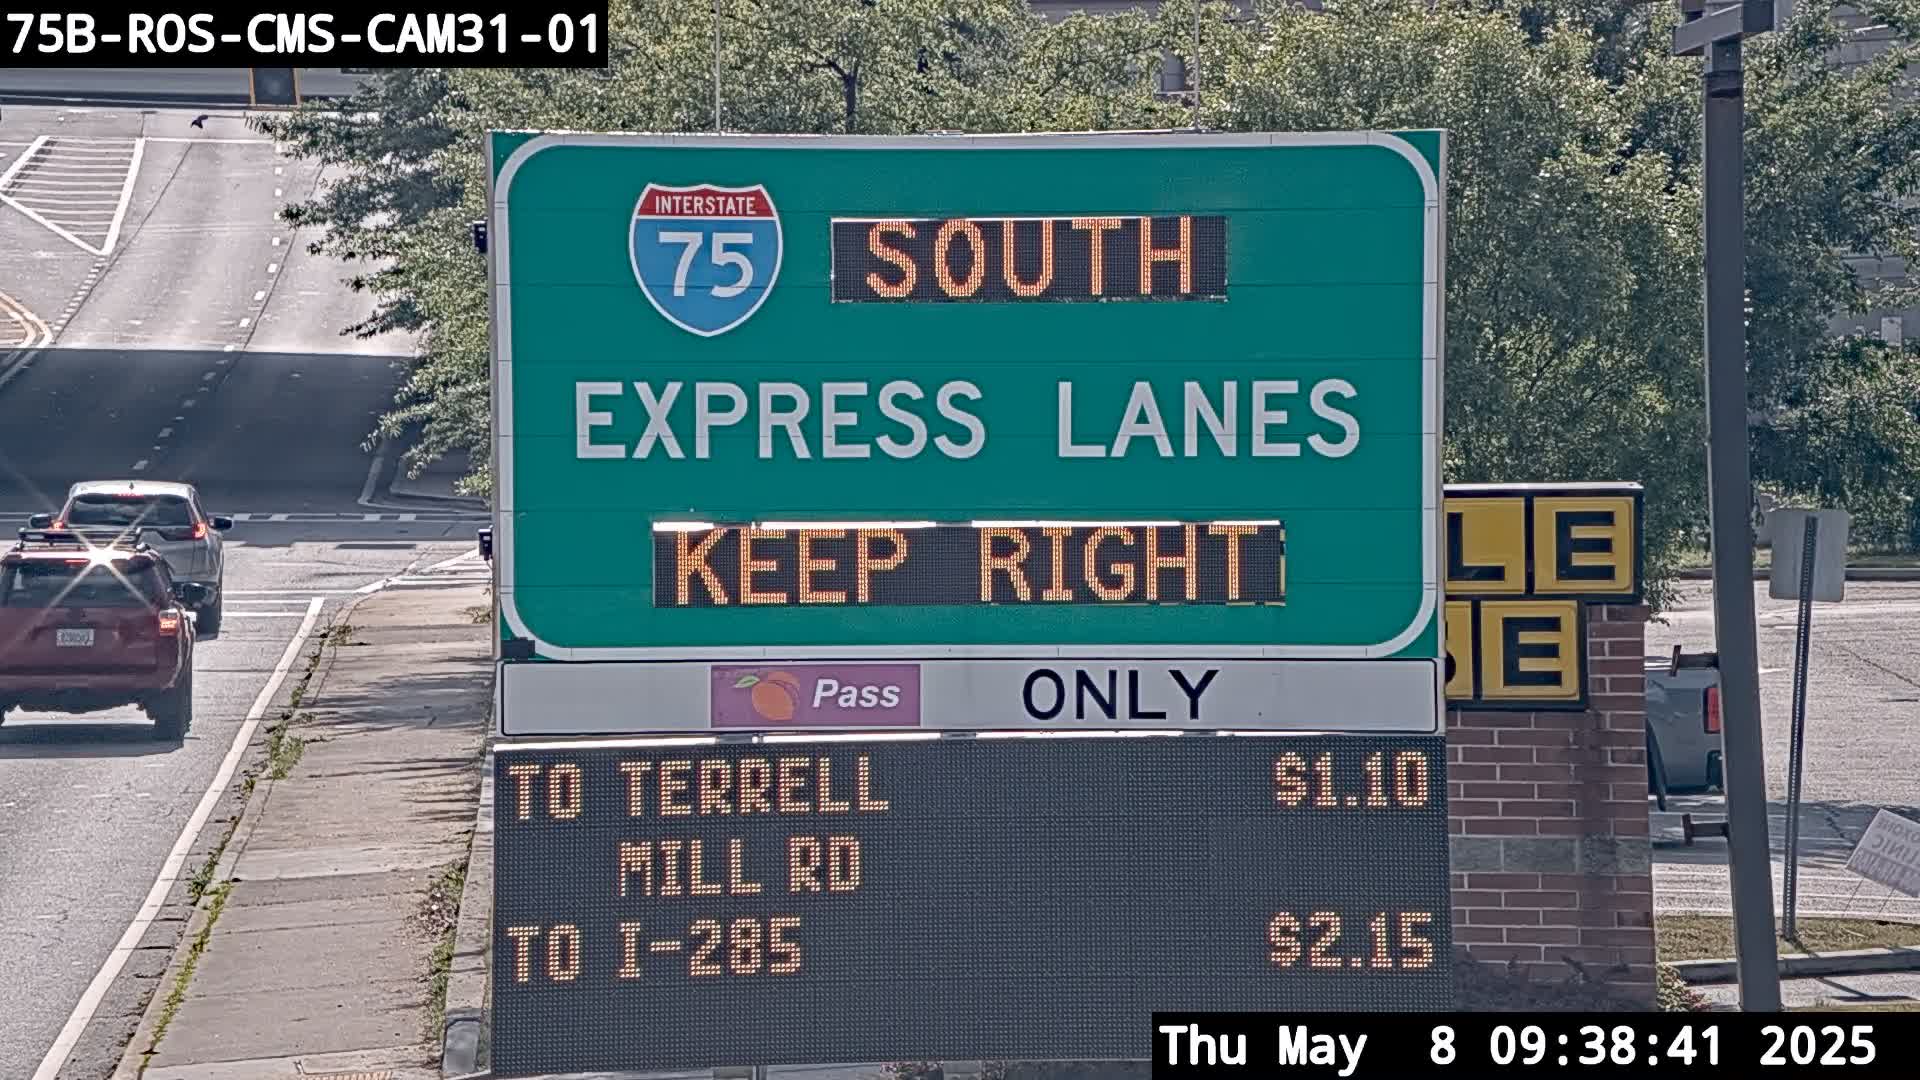 75B-ROS-CMS-CAM31-01
INTERSTATE
75
SOUTH
EXPRESS LANES
KEEP RIGHT
Pass ONLY
TO TERRELL $1.10
MILL RD
TO I-285 $2.15
LE
E
Thu May 8 09:38:41 2025